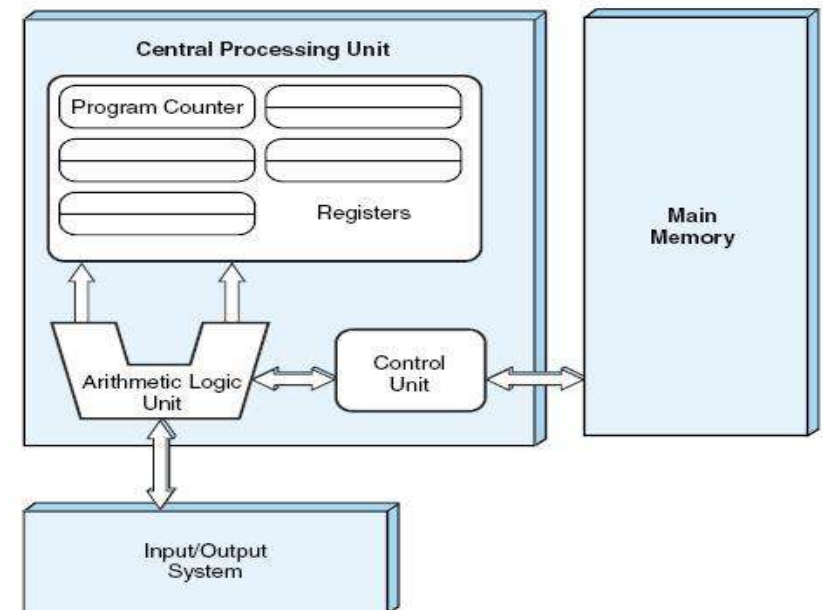 Central Processing Unit
Program Counter
Registers
Main
Memory
Arithmetic Logic
Unit
Control
Unit
Input/Output
System